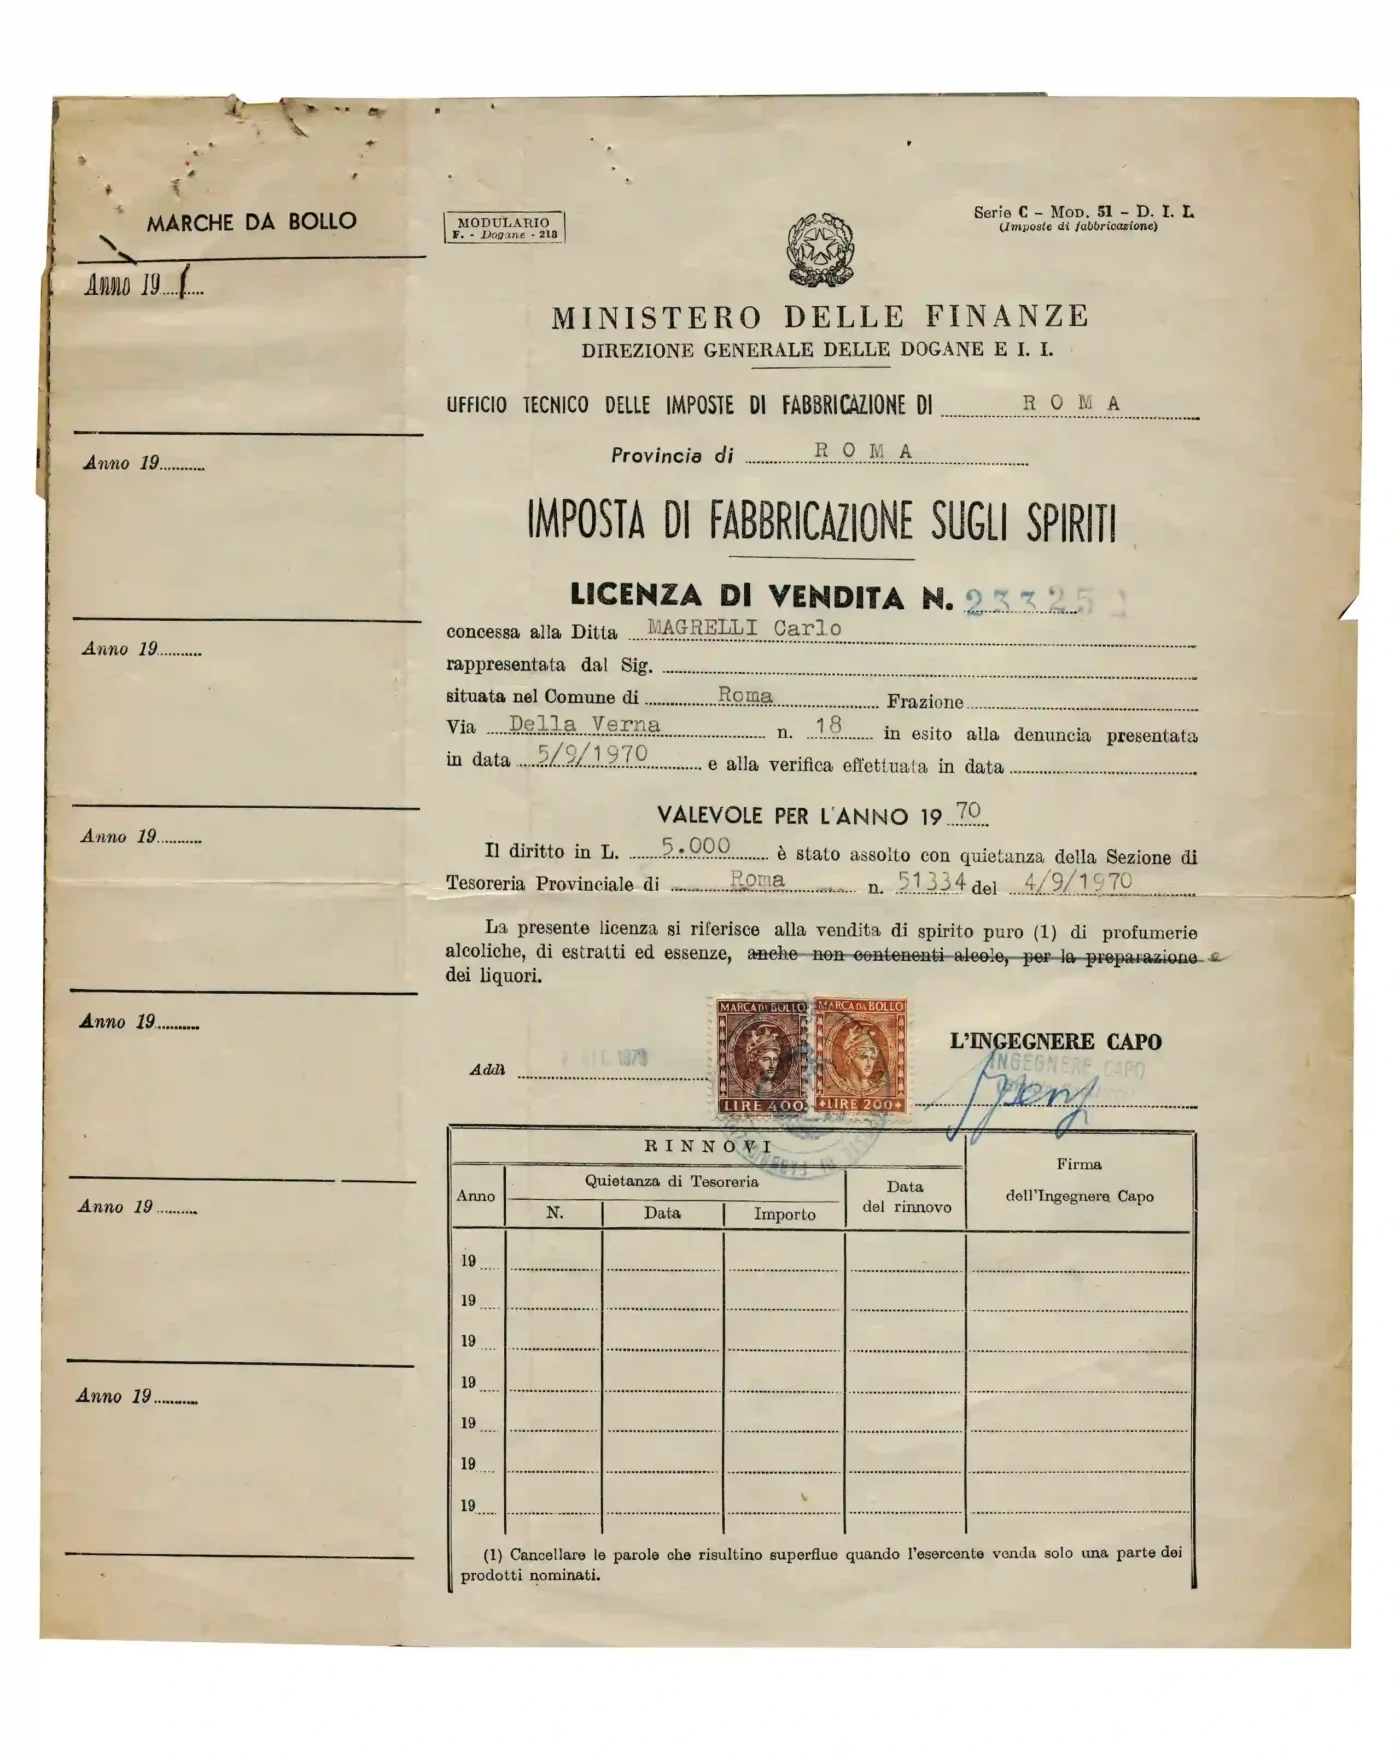 MARCHE DA BOLLO
Anno 19
Anno 19
Anno 19
Anno 19
Anno 19
Anno 19
Anno 19
MODULARIO
F. - Dogane - 218
Serie C - MOD. 51 - D. I. I.
(Imposte di fabbricazione)
MINISTERO DELLE FINANZE
DIREZIONE GENERALE DELLE DOGANE E I. I.
UFFICIO TECNICO DELLE IMPOSTE DI FABBRICAZIONE DI ROMA
Provincia di ROMA
IMPOSTA DI FABBRICAZIONE SUGLI SPIRITI
LICENZA DI VENDITA N. 233252
concessa alla Ditta MAGRELLI Carlo
rappresentata dal Sig.
situata nel Comune di Roma Frazione
Via Della Verna n. 18 in esito alla denuncia presentata
in data 5/9/1970 e alla verifica effettuata in data
VALEVOLE PER L'ANNO 1970
Il diritto in L. 5.000 è stato assolto con quietanza della Sezione di
Tesoreria Provinciale di Roma n. 51334 del 4/9/1970
La presente licenza si riferisce alla vendita di spirito puro (1) di profumerie
alcoliche, di estratti ed essenze, anche non contenenti alcole, per la preparazione
dei liquori.
MARCA DA BOLLO MARCA DA BOLLO
LIRE 400 LIRE 200
L'INGEGNERE CAPO
INGEGNERE CAPO
Addì 1970
RINNOVI
Anno
Quietanza di Tesoreria
N. Data Importo
Data
del rinnovo
Firma
dell'Ingegnere Capo
19
19
19
19
19
19
19
(1) Cancellare le parole che risultino superflue quando l'esercente venda solo una parte dei
prodotti nominati.